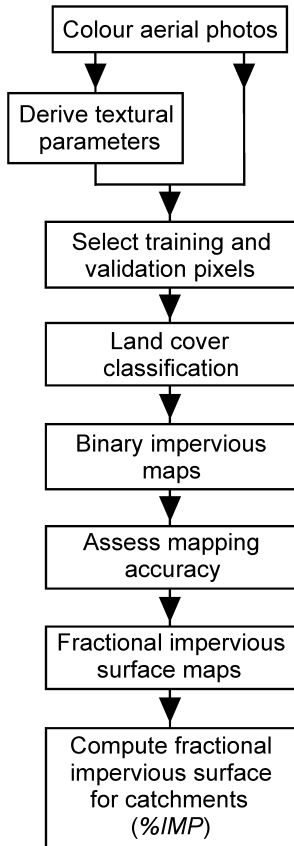 Colour aerial photos
Derive textural
parameters
Select training and
validation pixels
Land cover
classification
Binary impervious
maps
Assess mapping
accuracy
Fractional impervious
surface maps
Compute fractional
impervious surface
for catchments
(%IMP)